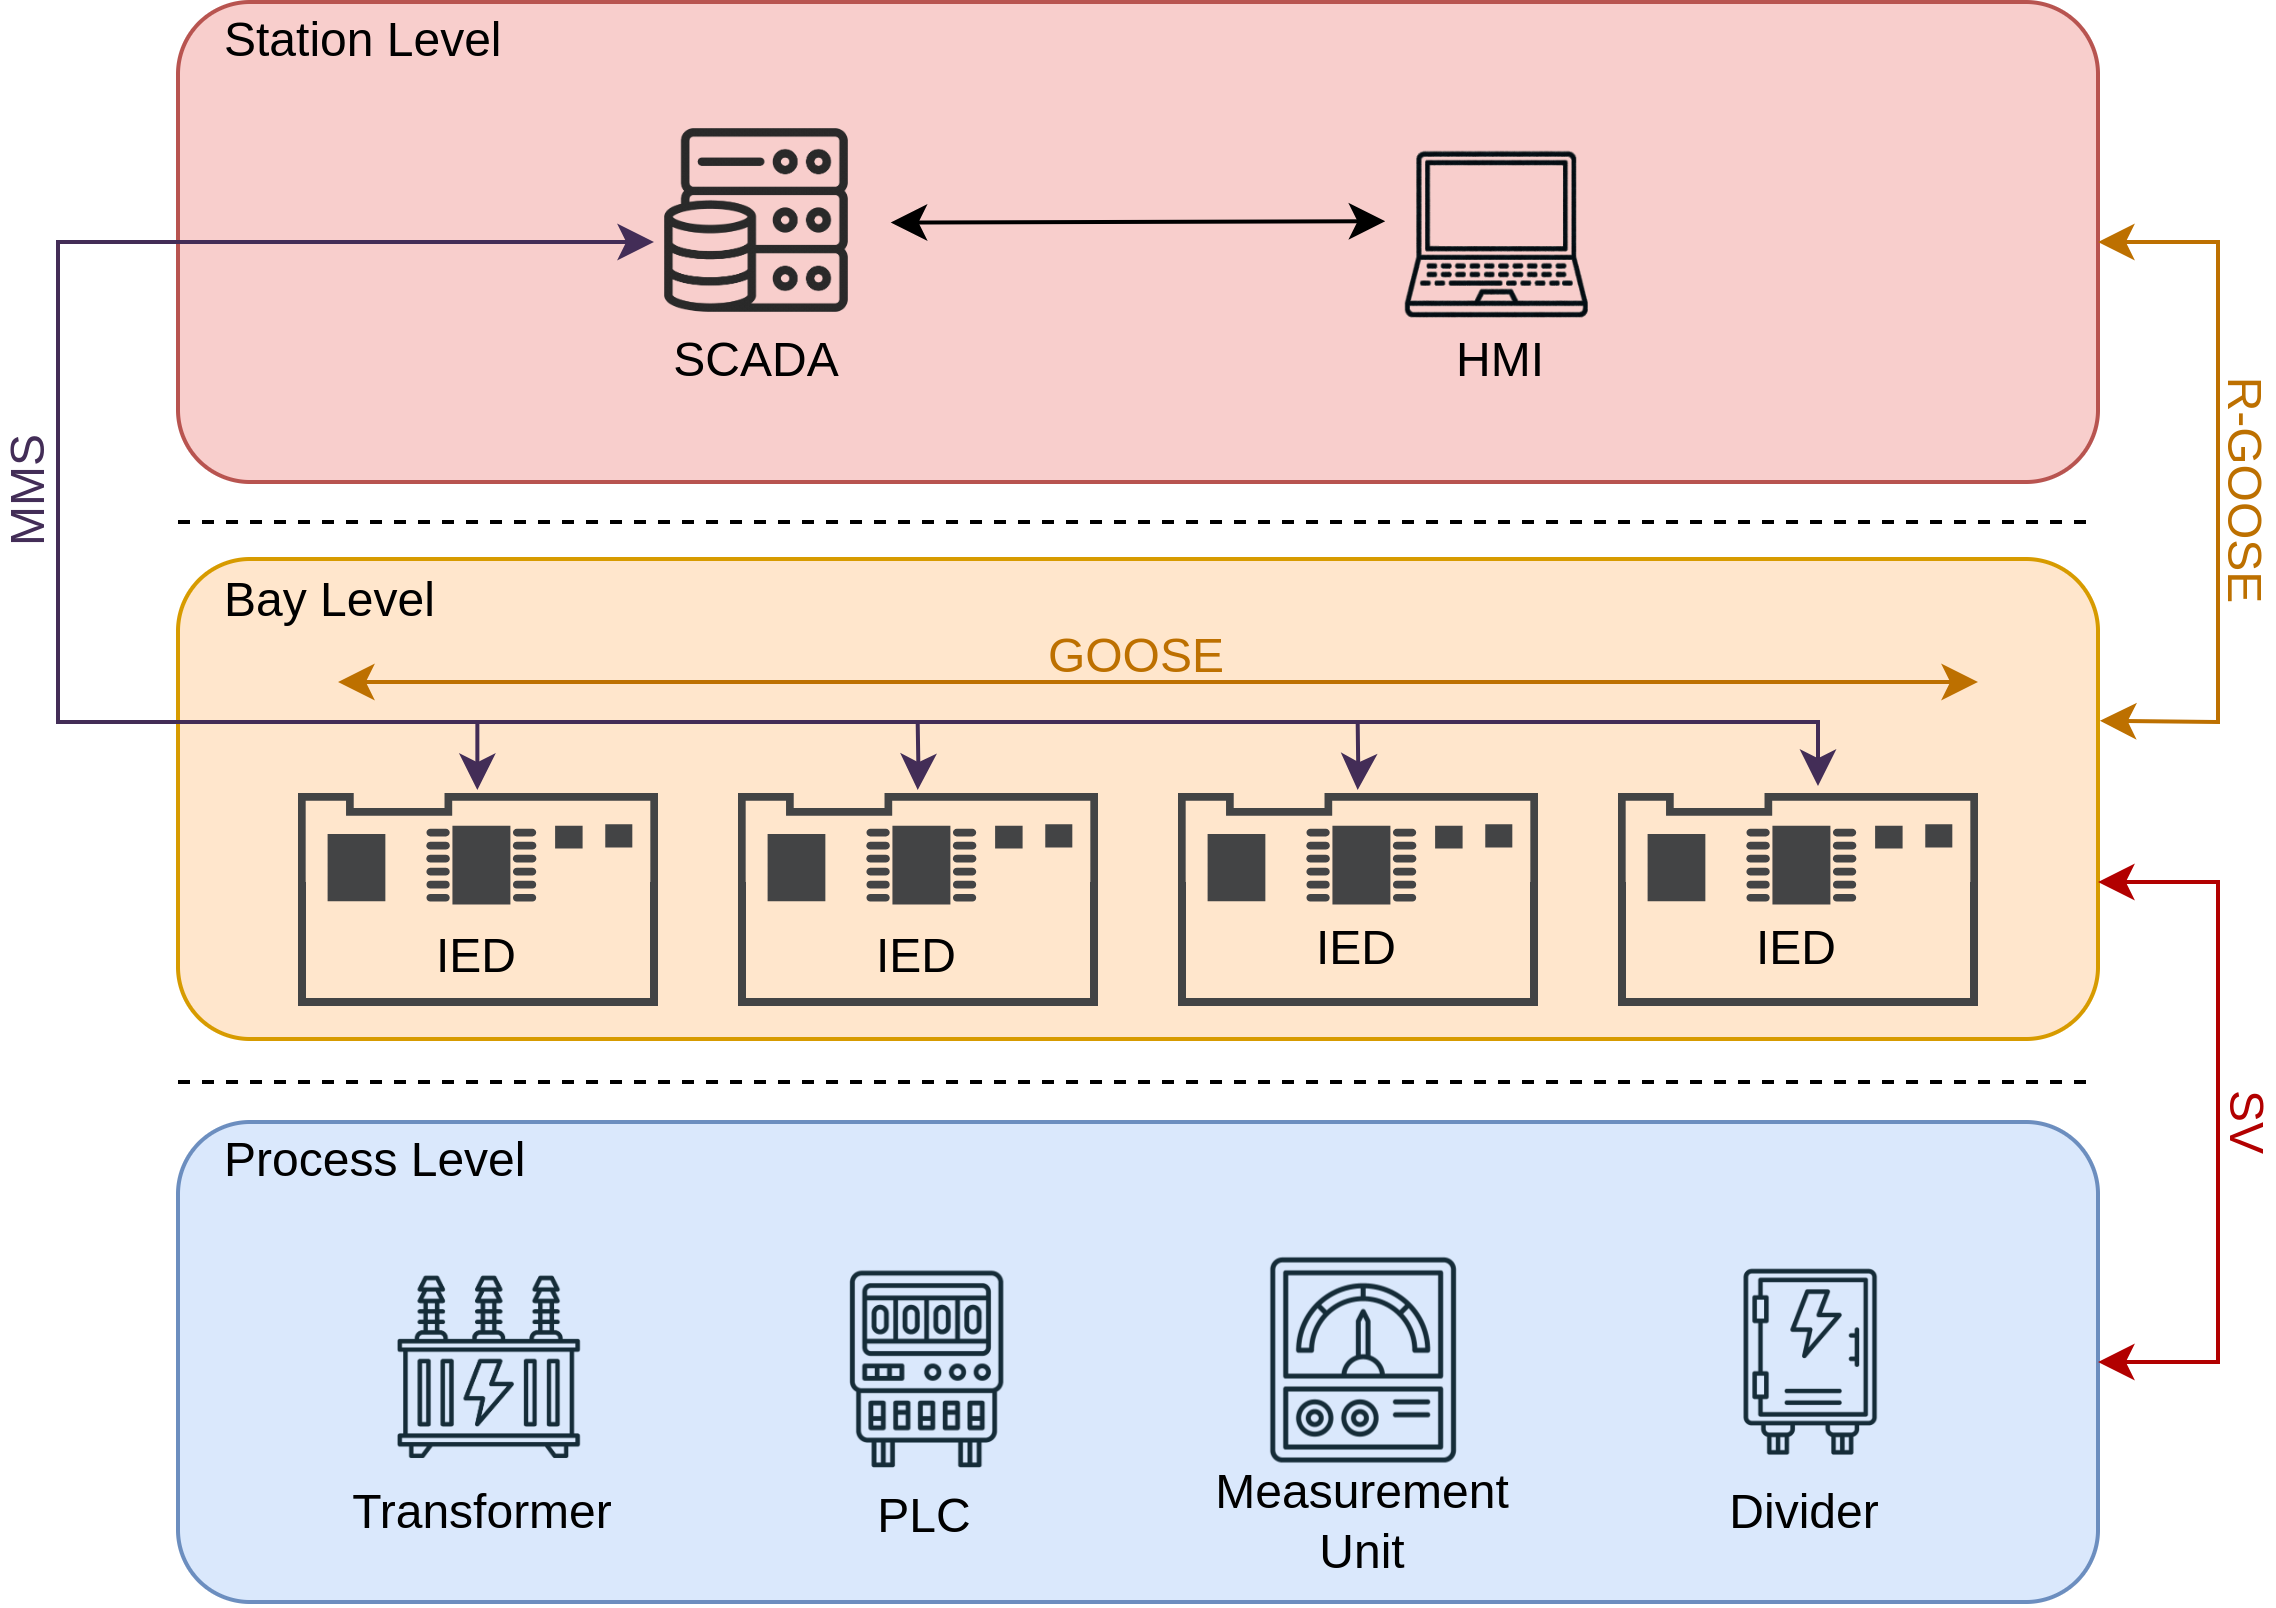 Station Level
SCADA
HMI
MMS
R-GOOSE
Bay Level
GOOSE
IED
IED
IED
IED
SV
Process Level
Transformer
PLC
Measurement
Unit
Divider